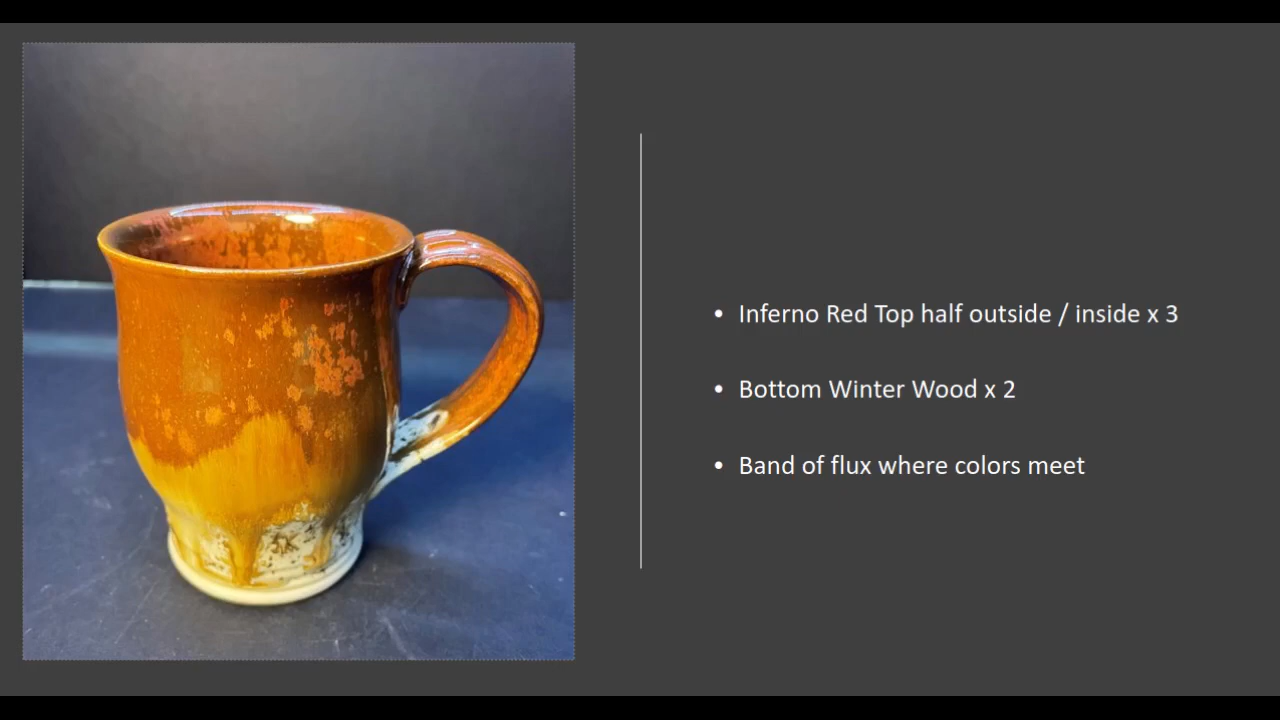 • Inferno Red Top half outside / inside x 3
• Bottom Winter Wood x 2
• Band of flux where colors meet